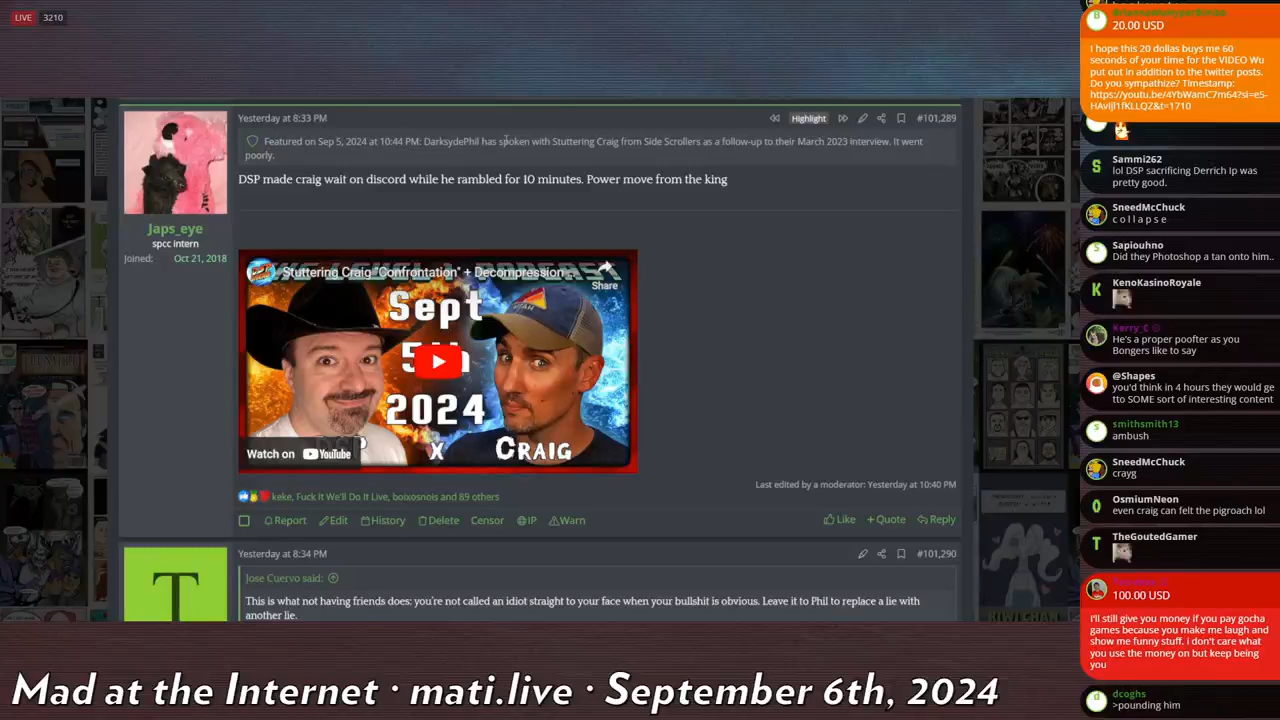 LIVE 3210
Yesterday at 8:33 PM
Highlight
#101,289
Featured on Sep 5, 2024 at 10:44 PM: DarksydePhil has spoken with Stuttering Craig from Side Scrollers as a follow-up to their March 2023 interview. It went
poorly.
DSP made craig wait on discord while he rambled for 10 minutes. Power move from the king
Japs_eye
spcc intern
Joined: Oct 21, 2018
Stuttering Craig "Confrontation" + Decompression ...
Share
Sept
5th
2024
DSP x Craig
Watch on YouTube
Last edited by a moderator: Yesterday at 10:40 PM
keke, Fuck It We'll Do It Live, boixosnois and 89 others
Report Edit History Delete Censor IP Warn
Like + Quote Reply
T
Yesterday at 8:34 PM
#101,290
Jose Cuervo said:
This is what not having friends does: you're not called an idiot straight to your face when your bullshit is obvious. Leave it to Phil to replace a lie with
another lie.
Mad at the Internet · mati.live · September 6th, 2024
B
20.00 USD
I hope this 20 dollas buys me 60
seconds of your time for the VIDEO Wu
put out in addition to the twitter posts.
Do you sympathize? Timestamp:
https://youtu.be/4YbWamC7m64?si=e5-
HAvIjl1fKLLQZ&t=1710
S
Sammi262
lol DSP sacrificing Derrich Ip was
pretty good.
SneedMcChuck
c o l l a p s e
S
Sapiouhno
Did they Photoshop a tan onto him..
K
KenoKasinoRoyale
Kerry_C
He's a proper poofter as you
Bongers like to say
@Shapes
you'd think in 4 hours they would ge
tto SOME sort of interesting content
s
smithsmith13
ambush
SneedMcChuck
crayg
O
OsmiumNeon
even craig can felt the pigroach lol
T
TheGoutedGamer
100.00 USD
I'll still give you money if you pay gocha
games because you make me laugh and
show me funny stuff. i don't care what
you use the money on but keep being
you
d
dcoghs
>pounding him